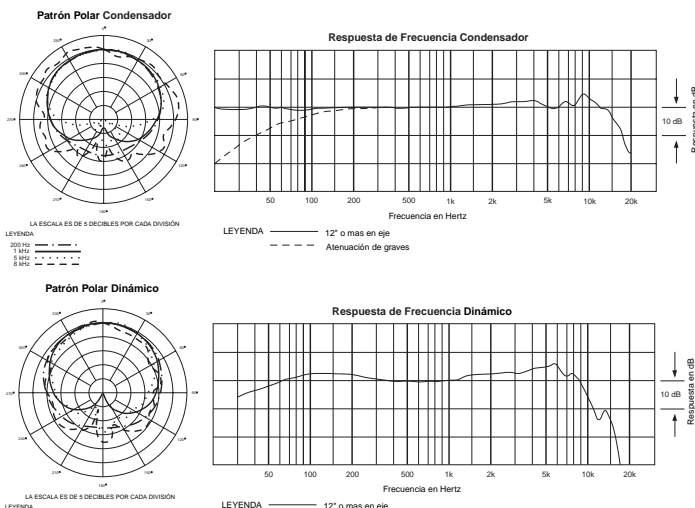 Patrón Polar Condensador
Respuesta de Frecuencia Condensador
10 dB
Respuesta en dB
50 100 200 500 1k 2k 5k 10k 20k
Frecuencia en Hertz
LA ESCALA ES DE 5 DECIBLES POR CADA DIVISIÓN
LEYENDA
200 Hz
1 kHz
5 kHz
8 kHz
LEYENDA 12" o mas en eje
Atenuación de graves
Patrón Polar Dinámico
Respuesta de Frecuencia Dinámico
10 dB
Respuesta en dB
50 100 200 500 1k 2k 5k 10k 20k
Frecuencia en Hertz
LA ESCALA ES DE 5 DECIBLES POR CADA DIVISIÓN
LEYENDA
LEYENDA 12" o mas en eje